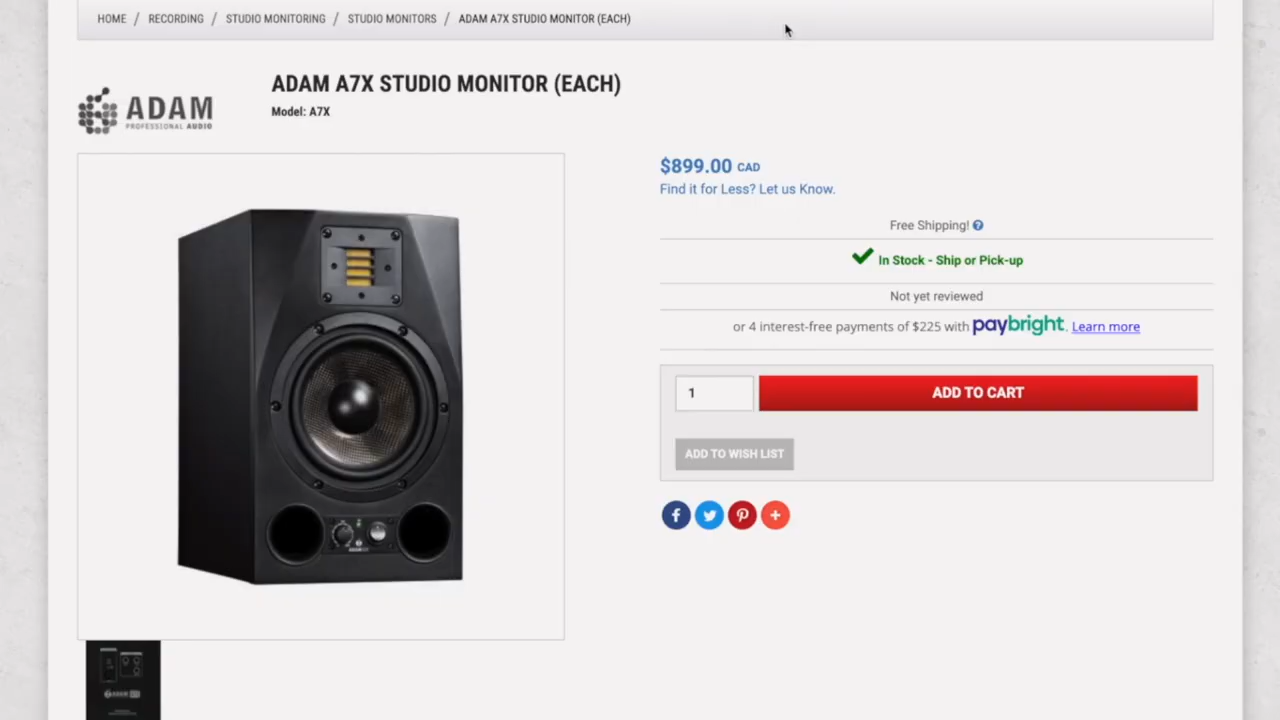 HOME / RECORDING / STUDIO MONITORING / STUDIO MONITORS / ADAM A7X STUDIO MONITOR (EACH)
ADAM
PROFESSIONAL AUDIO
ADAM A7X STUDIO MONITOR (EACH)
Model: A7X
$899.00 CAD
Find it for Less? Let us Know.
Free Shipping!
In Stock - Ship or Pick-up
Not yet reviewed
or 4 interest-free payments of $225 with paybright. Learn more
1
ADD TO CART
ADD TO WISH LIST
ADAM